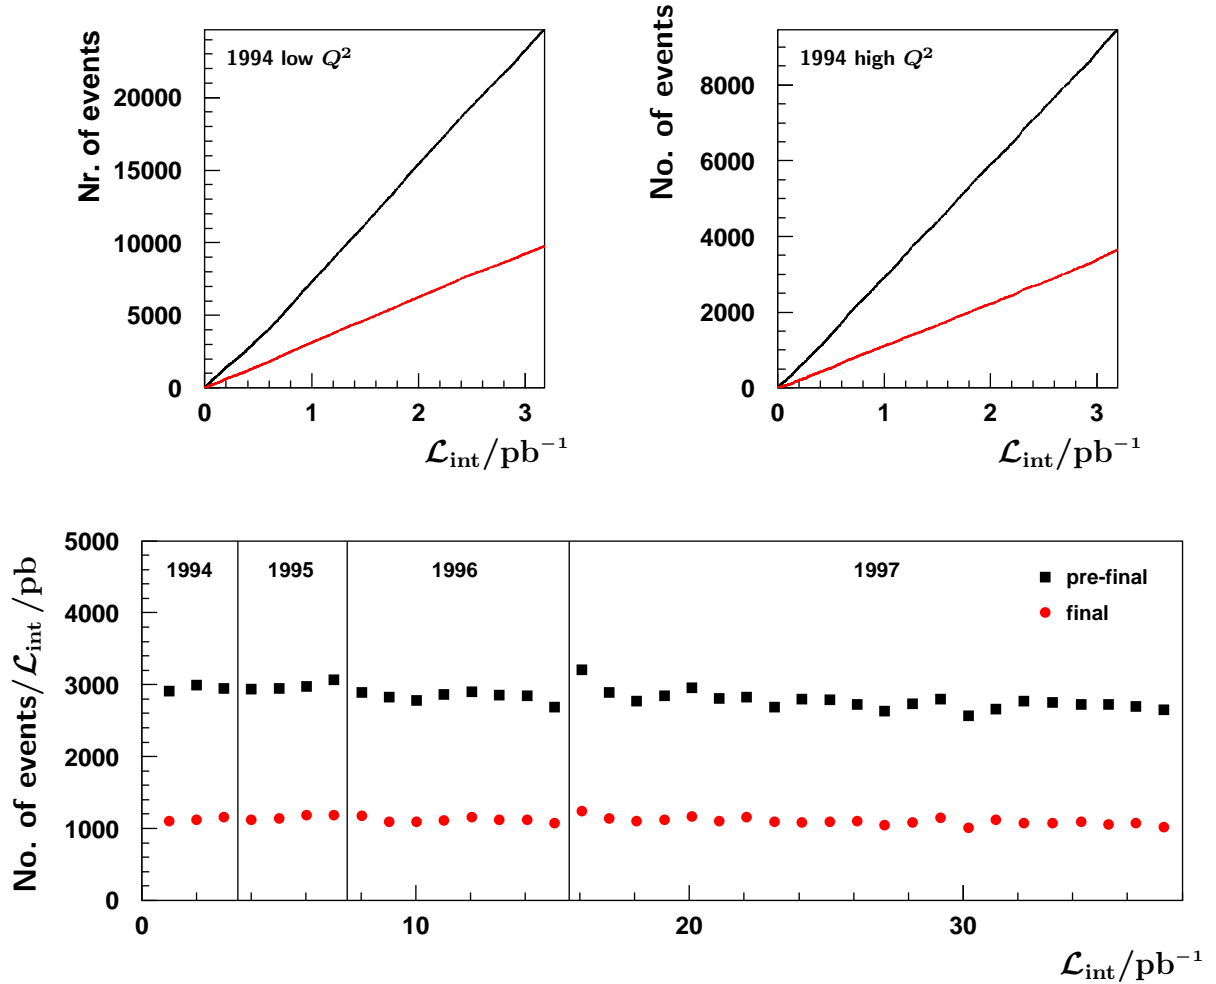 Nr. of events
1994 low Q²
20000
15000
10000
5000
0
0 1 2 3
ℒint/pb⁻¹
No. of events
1994 high Q²
8000
6000
4000
2000
0
0 1 2 3
ℒint/pb⁻¹
No. of events/ℒint /pb
5000
4000
3000
2000
1000
0
1994 1995 1996 1997
pre-final
final
0 10 20 30
ℒint/pb⁻¹